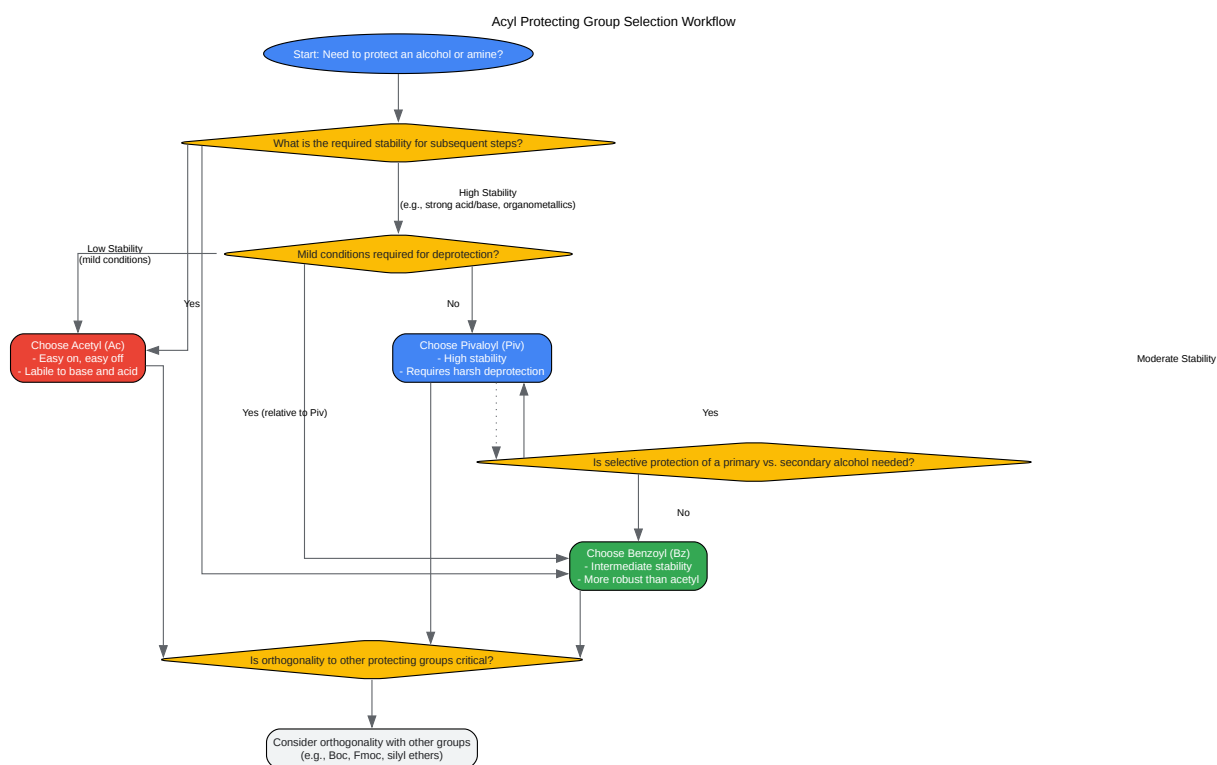 Acyl Protecting Group Selection Workflow
Start: Need to protect an alcohol or amine?
What is the required stability for subsequent steps?
High Stability
(e.g., strong acid/base, organometallics)
Low Stability
(mild conditions)
Mild conditions required for deprotection?
Yes
No
Choose Acetyl (Ac)
- Easy on, easy off
- Labile to base and acid
Choose Pivaloyl (Piv)
- High stability
- Requires harsh deprotection
Moderate Stability
Yes (relative to Piv)
Yes
Is selective protection of a primary vs. secondary alcohol needed?
No
Choose Benzoyl (Bz)
- Intermediate stability
- More robust than acetyl
Is orthogonality to other protecting groups critical?
Consider orthogonality with other groups
(e.g., Boc, Fmoc, silyl ethers)